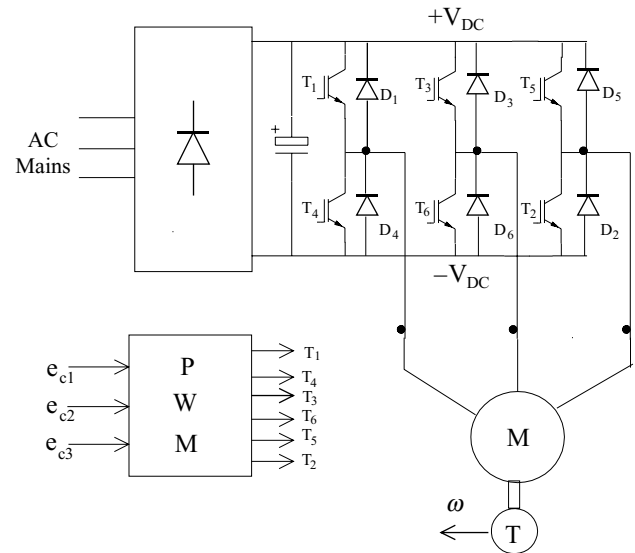 +V_DC
T_1
D_1
T_3
D_3
T_5
D_5
AC
Mains
+
T_4
D_4
T_6
D_6
T_2
D_2
−V_DC
e_c1
e_c2
e_c3
P
W
M
T_1
T_4
T_3
T_6
T_5
T_2
M
ω
T